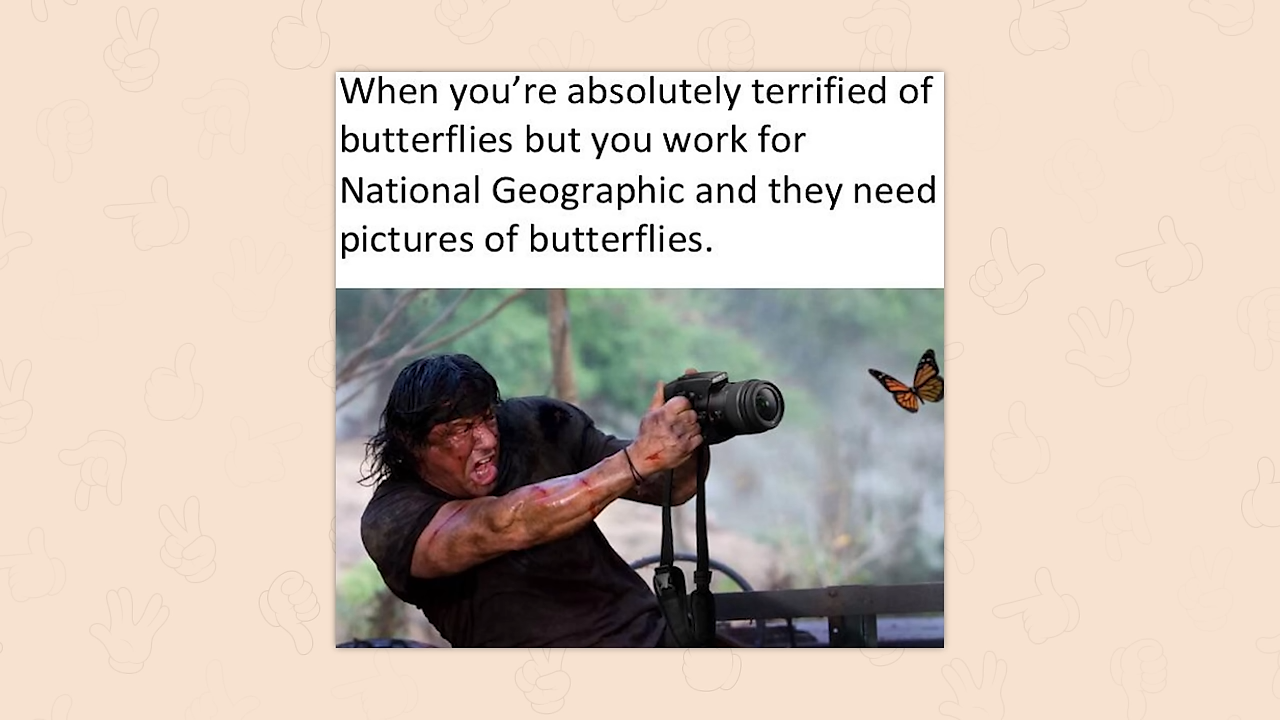 When you’re absolutely terrified of
butterflies but you work for
National Geographic and they need
pictures of butterflies.